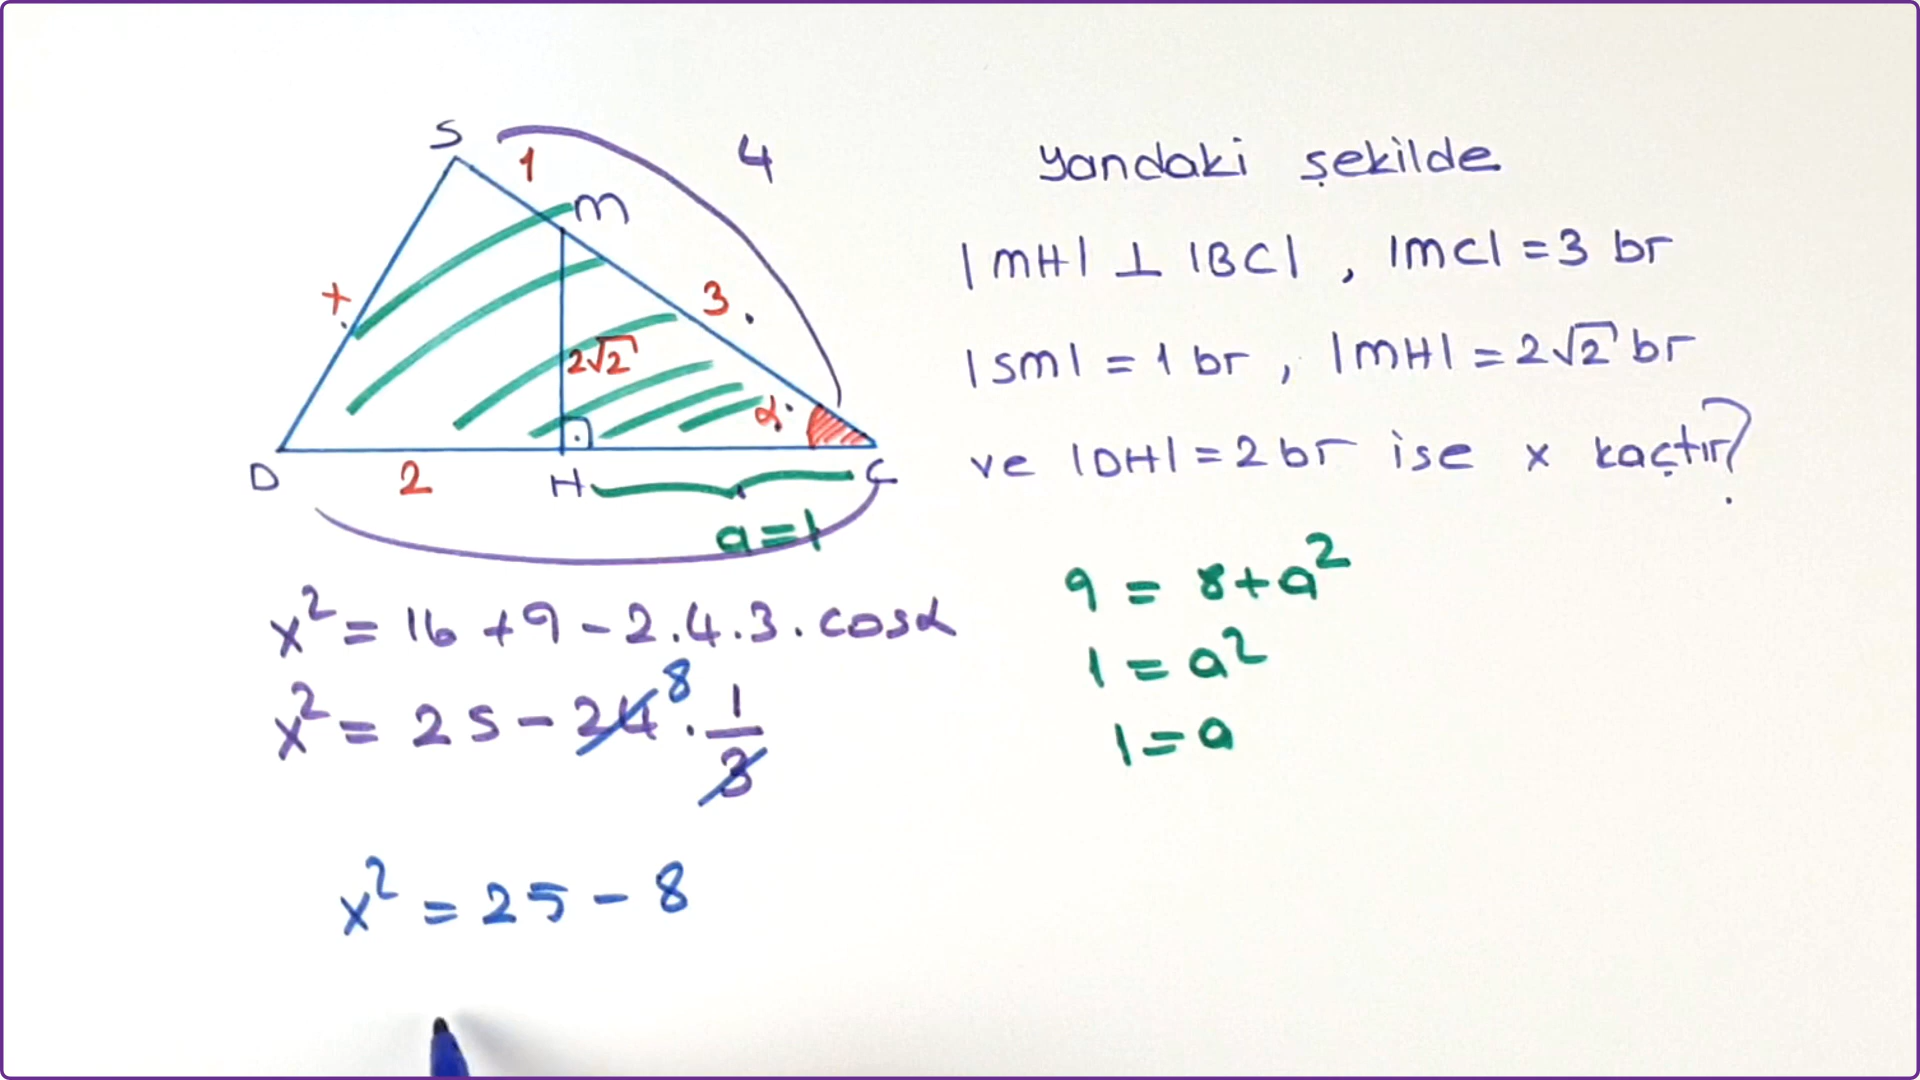 S
1
4
m
x
3
2√2
α
D
2
H
C
a=1
Yandaki şekilde
|mH| ⊥ |BC| , |mC| = 3 br
|Sm| = 1 br , |mH| = 2√2 br
ve |DH| = 2 br ise x kaçtır?
9 = 8+a²
1 = a²
1 = a
x² = 16 + 9 - 2.4.3.cosα
x² = 25 - 24 8 . 1/3
x² = 25 - 8